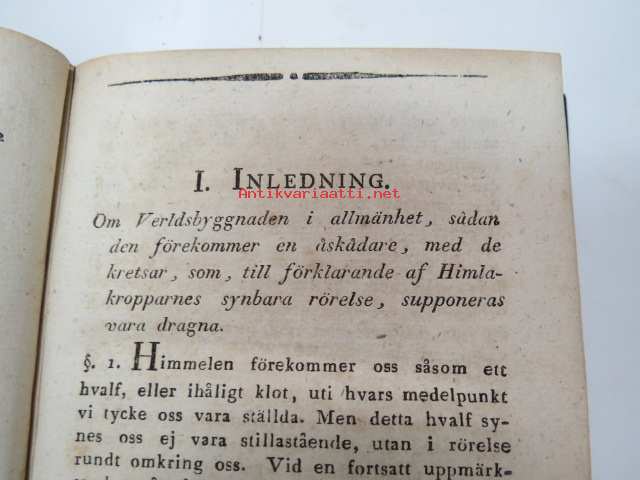 I. INLEDNING.
Antikvariaatti.net
Om Verldsbyggnaden i allmänhet, sådan
den förekommer en åskådare, med de
kretsar, som, till förklarande af Himla-
kropparnes synbara rörelse, supponeras
vara dragna.
§. 1. Himmelen förekommer oss såsom ett
hvalf, eller ihåligt klot, uti hvars medelpunkt
vi tycke oss vara ställda. Men detta hvalf sy-
nes oss ej vara stillastående, utan i rörelse
rundt omkring oss. Vid en fortsatt uppmärk-